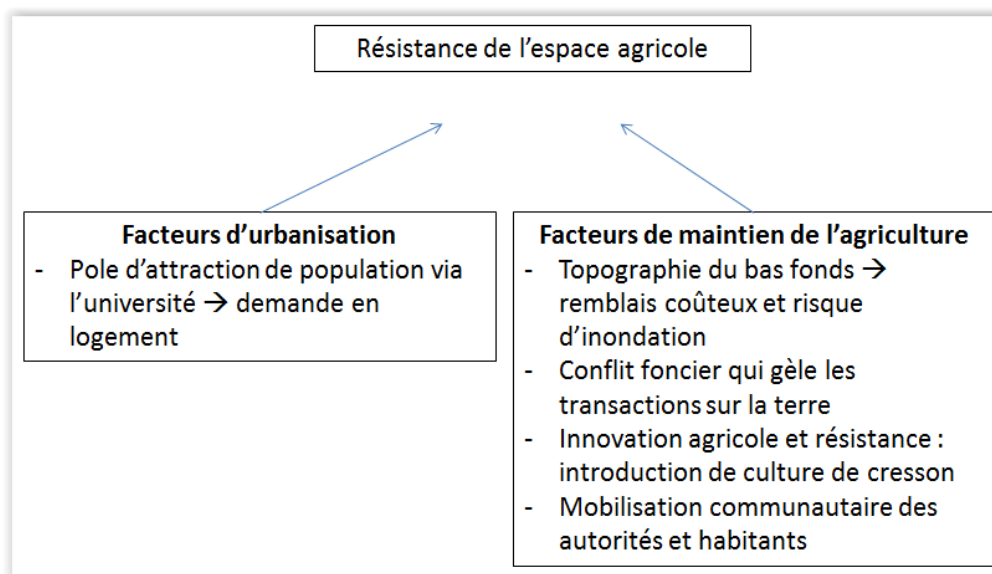 Résistance de l’espace agricole
Facteurs d’urbanisation
- Pole d’attraction de population via
l’université → demande en
logement
Facteurs de maintien de l’agriculture
- Topographie du bas fonds →
remblais coûteux et risque
d’inondation
- Conflit foncier qui gèle les
transactions sur la terre
- Innovation agricole et résistance :
introduction de culture de cresson
- Mobilisation communautaire des
autorités et habitants